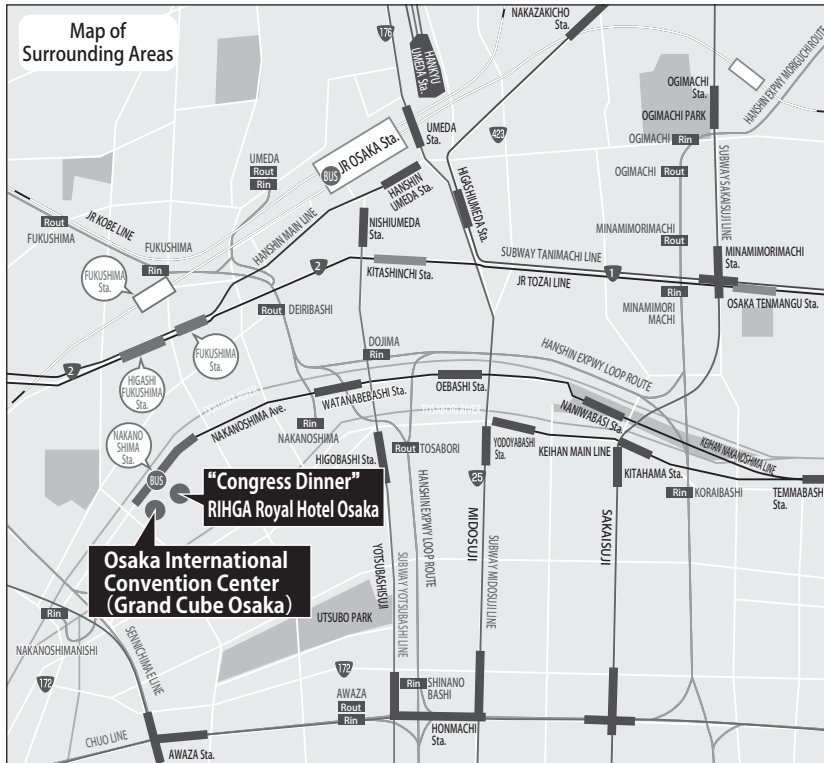 Map of
Surrounding Areas
176
NAKAZAKICHO
Sta.
HANKYU
UMEDA Sta.
OGIMACHI
Sta.
OGIMACHI PARK
HANSHIN EXPWY MORIGUCHI ROUTE
UMEDA
Sta.
423
OGIMACHI Rin
JR OSAKA Sta.
BUS
UMEDA
Rout
Rin
HANSHIN
UMEDA Sta.
HIGASHIUMEDA Sta.
OGIMACHI Rout
SUBWAY SAKAISUJI LINE
Rout
FUKUSHIMA
JR KOBE LINE
HANSHIN MAIN LINE
NISHIUMEDA
Sta.
MINAMIMORIMACHI
Rout
FUKUSHIMA
Rin
SUBWAY TANIMACHI LINE
MINAMIMORIMACHI
Sta.
FUKUSHIMA
Sta.
2
KITASHINCHI Sta.
JR TOZAI LINE
1
Rin
MINAMIMORI
MACHI
OSAKA TENMANGU Sta.
Rout DEIRIBASHI
FUKUSHIMA
Sta.
DOJIMA
Rin
HANSHIN EXPWY LOOP ROUTE
2
HIGASHI
FUKUSHIMA
Sta.
OEBASHI Sta.
WATANABEBASHI Sta.
NAKANOSHIMA Ave.
TOSABORI RIVER
NANIWABASI Sta.
Rin
NAKANOSHIMA
Rout TOSABORI
YODOYABASHI
Sta.
KEIHAN MAIN LINE
KEIHAN NAKANOSHIMA LINE
NAKANO
SHIMA
Sta.
BUS
HIGOBASHI Sta.
KITAHAMA Sta.
TEMMABASHI
Sta.
25
Rin KORAIBASHI
“Congress Dinner”
RIHGA Royal Hotel Osaka
Osaka International
Convention Center
(Grand Cube Osaka)
HANSHIN EXPWY LOOP ROUTE
MIDOSUJI
SAKAISUJI
YOTSUBASHISUJI
SUBWAY YOTSUBASHI LINE
SUBWAY MIDOSUJI LINE
UTSUBO PARK
Rin
NAKANOSHIMANISHI
SENNICHIMAE LINE
172
172
AWAZA
Rout
Rin
Rin SHINANO
BASHI
CHUO LINE
AWAZA Sta.
HONMACHI
Sta.